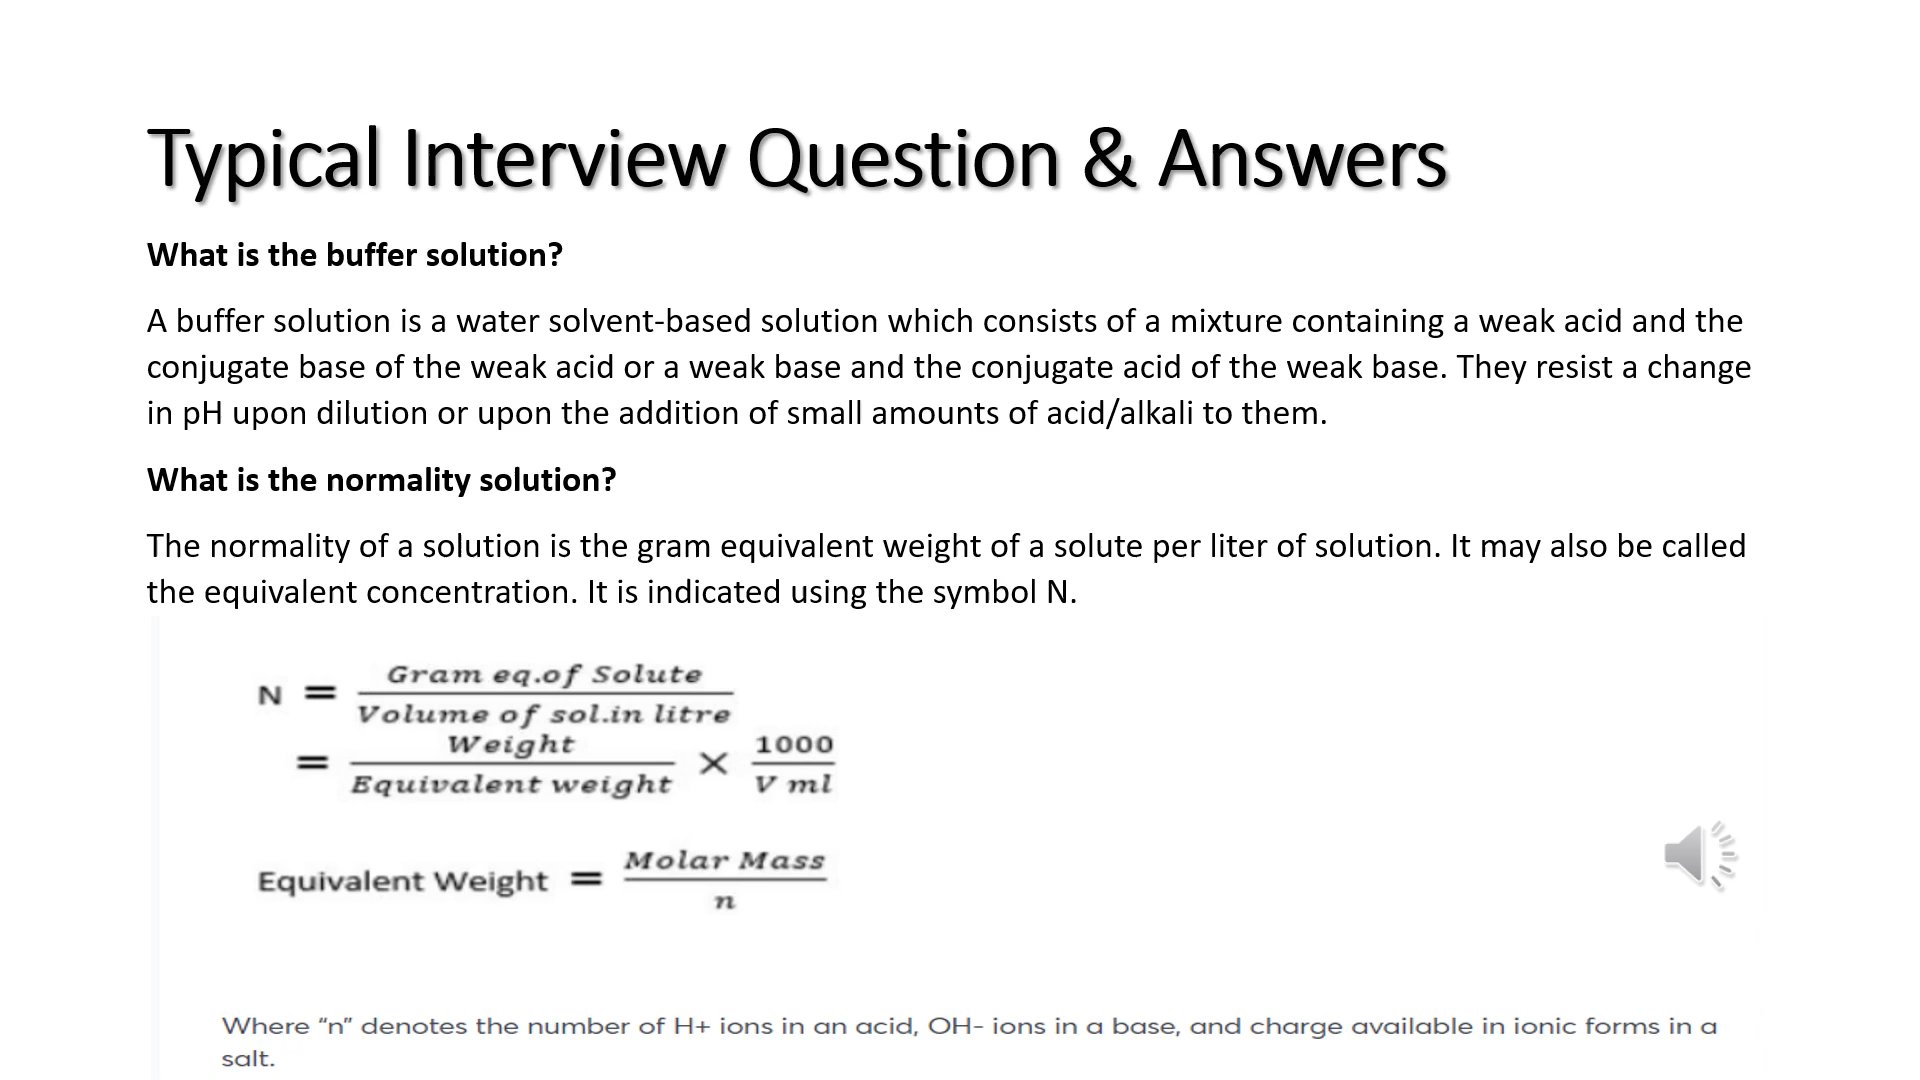 Typical Interview Question & Answers
What is the buffer solution?
A buffer solution is a water solvent-based solution which consists of a mixture containing a weak acid and the
conjugate base of the weak acid or a weak base and the conjugate acid of the weak base. They resist a change
in pH upon dilution or upon the addition of small amounts of acid/alkali to them.
What is the normality solution?
The normality of a solution is the gram equivalent weight of a solute per liter of solution. It may also be called
the equivalent concentration. It is indicated using the symbol N.
N = Gram eq.of Solute / Volume of sol.in litre
= Weight / Equivalent weight × 1000 / V ml
Equivalent Weight = Molar Mass / n
Where “n” denotes the number of H+ ions in an acid, OH- ions in a base, and charge available in ionic forms in a
salt.